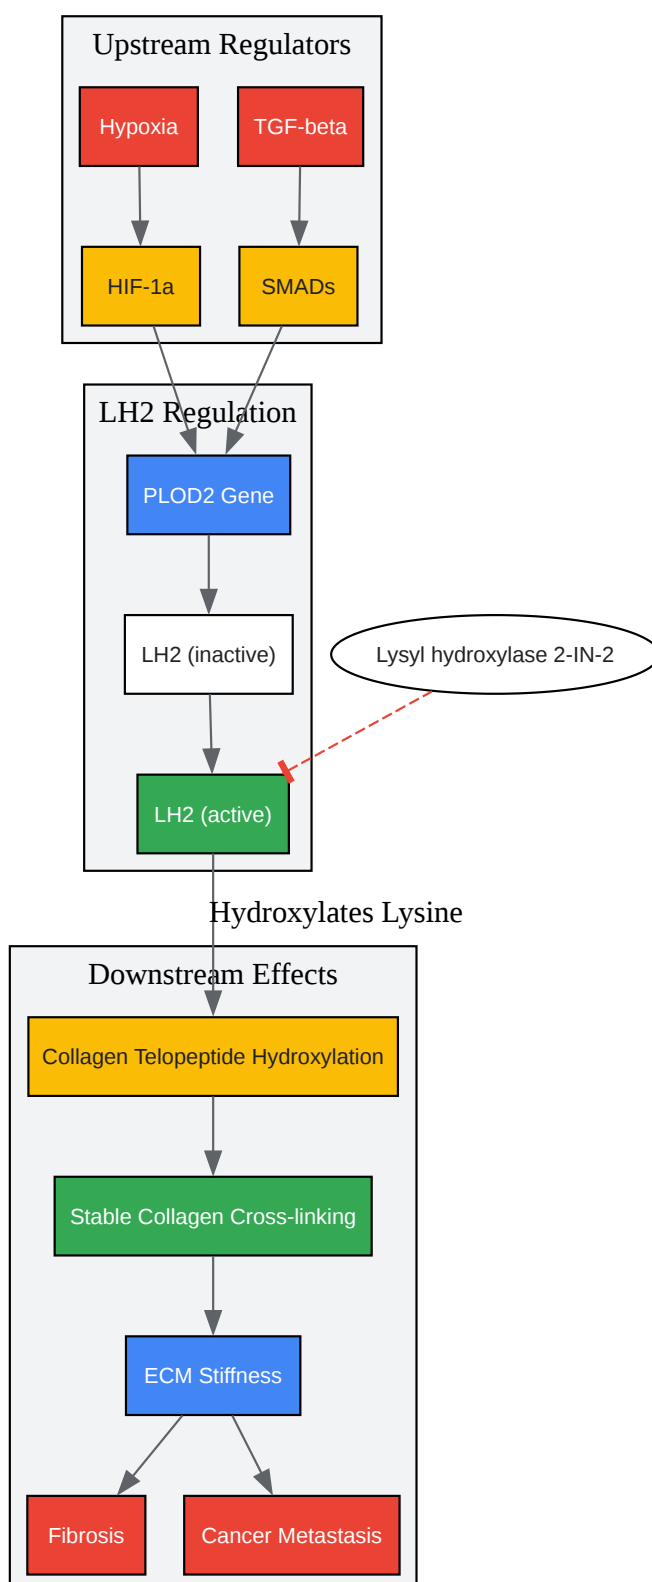 Upstream Regulators
Hypoxia
TGF-beta
HIF-1a
SMADs
LH2 Regulation
PLOD2 Gene
LH2 (inactive)
Lysyl hydroxylase 2-IN-2
LH2 (active)
Hydroxylates Lysine
Downstream Effects
Collagen Telopeptide Hydroxylation
Stable Collagen Cross-linking
ECM Stiffness
Fibrosis
Cancer Metastasis